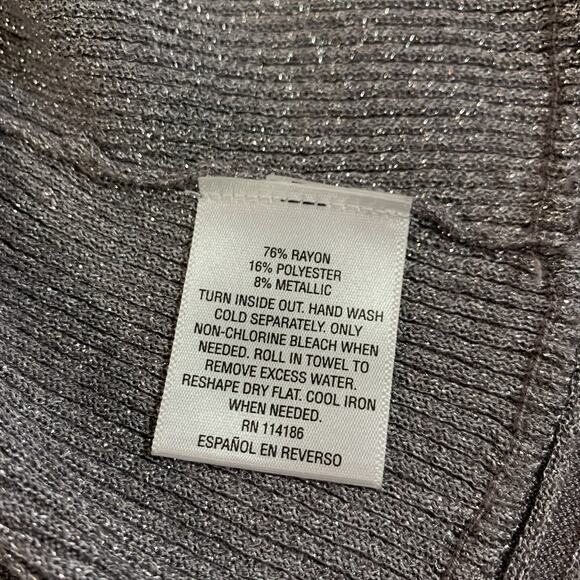 76% RAYON
16% POLYESTER
8% METALLIC
TURN INSIDE OUT. HAND WASH
COLD SEPARATELY. ONLY
NON-CHLORINE BLEACH WHEN
NEEDED. ROLL IN TOWEL TO
REMOVE EXCESS WATER.
RESHAPE DRY FLAT. COOL IRON
WHEN NEEDED.
RN 114186
ESPAÑOL EN REVERSO